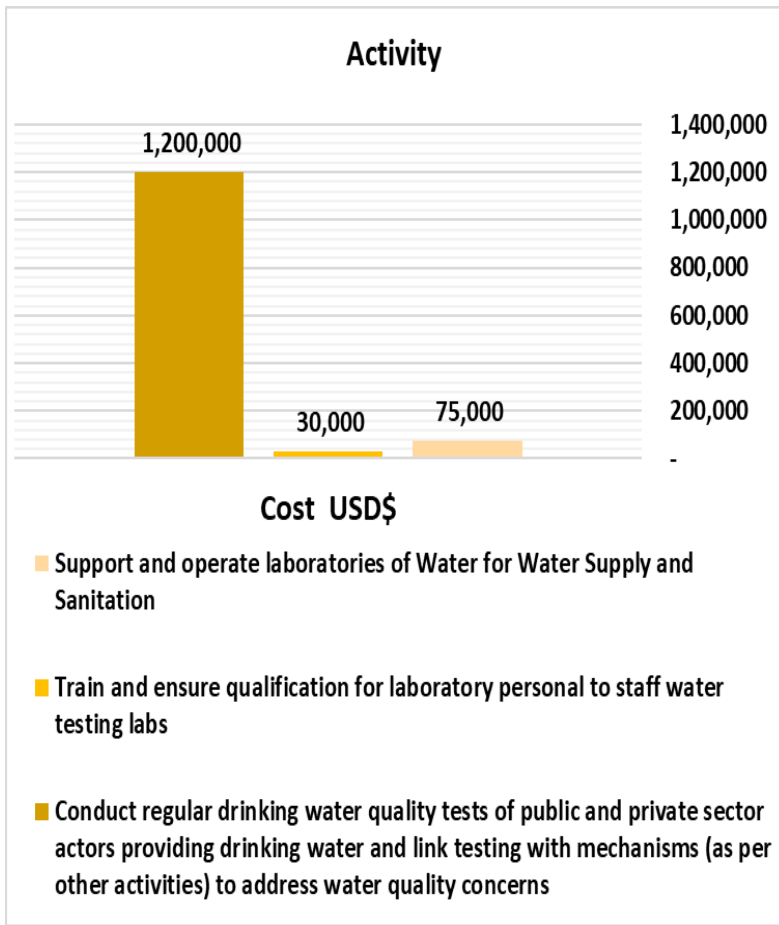 Activity
1,400,000
1,200,000
1,200,000
1,000,000
800,000
600,000
400,000
75,000
200,000
30,000
-
Cost USD$
Support and operate laboratories of Water for Water Supply and
Sanitation
Train and ensure qualification for laboratory personal to staff water
testing labs
Conduct regular drinking water quality tests of public and private sector
actors providing drinking water and link testing with mechanisms (as per
other activities) to address water quality concerns